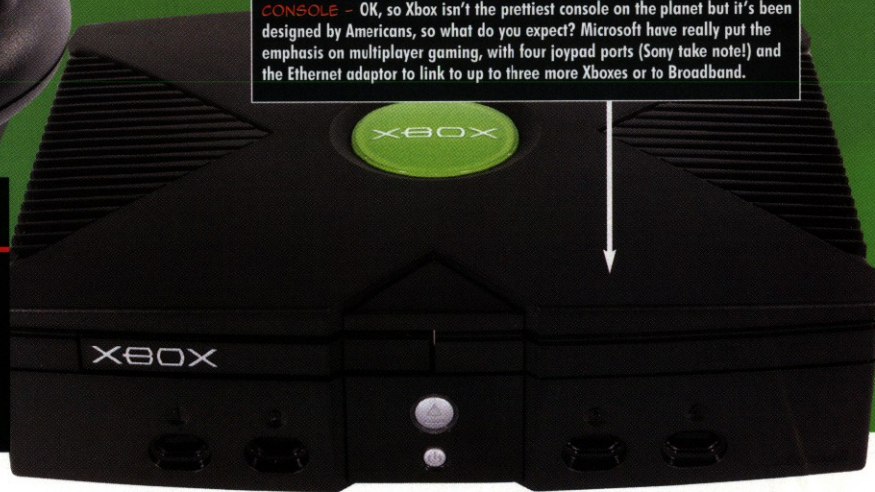 CONSOLE - OK, so Xbox isn't the prettiest console on the planet but it's been
designed by Americans, so what do you expect? Microsoft have really put the
emphasis on multiplayer gaming, with four joypad ports (Sony take note!) and
the Ethernet adaptor to link to up to three more Xboxes or to Broadband.
XBOX
XBOX